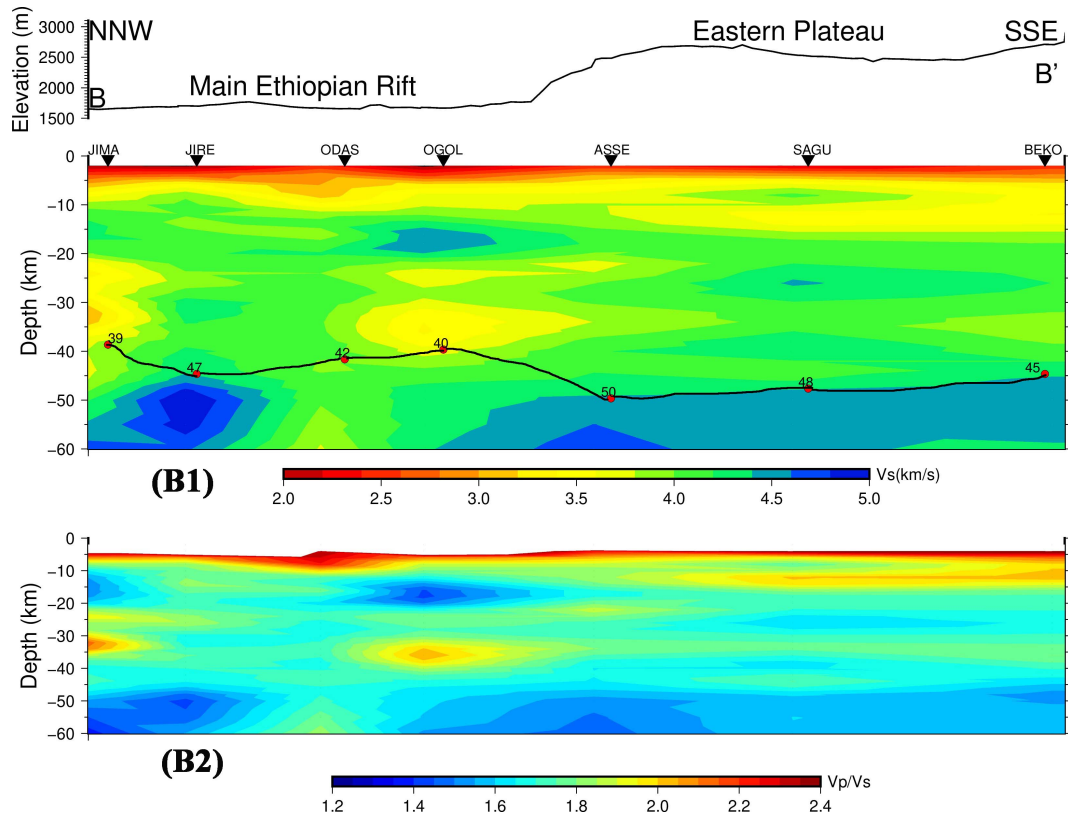 Elevation (m)
3000
2500
2000
1500
NNW
Eastern Plateau
SSE
Main Ethiopian Rift
B
B’
JIMA JIRE ODAS OGOL ASSE SAGU BEKO
Depth (km)
0
−10
−20
−30
−40
−50
−60
39 47 42 40 50 48 45
(B1)
Vs(km/s)
2.0 2.5 3.0 3.5 4.0 4.5 5.0
Depth (km)
0
−10
−20
−30
−40
−50
−60
(B2)
Vp/Vs
1.2 1.4 1.6 1.8 2.0 2.2 2.4